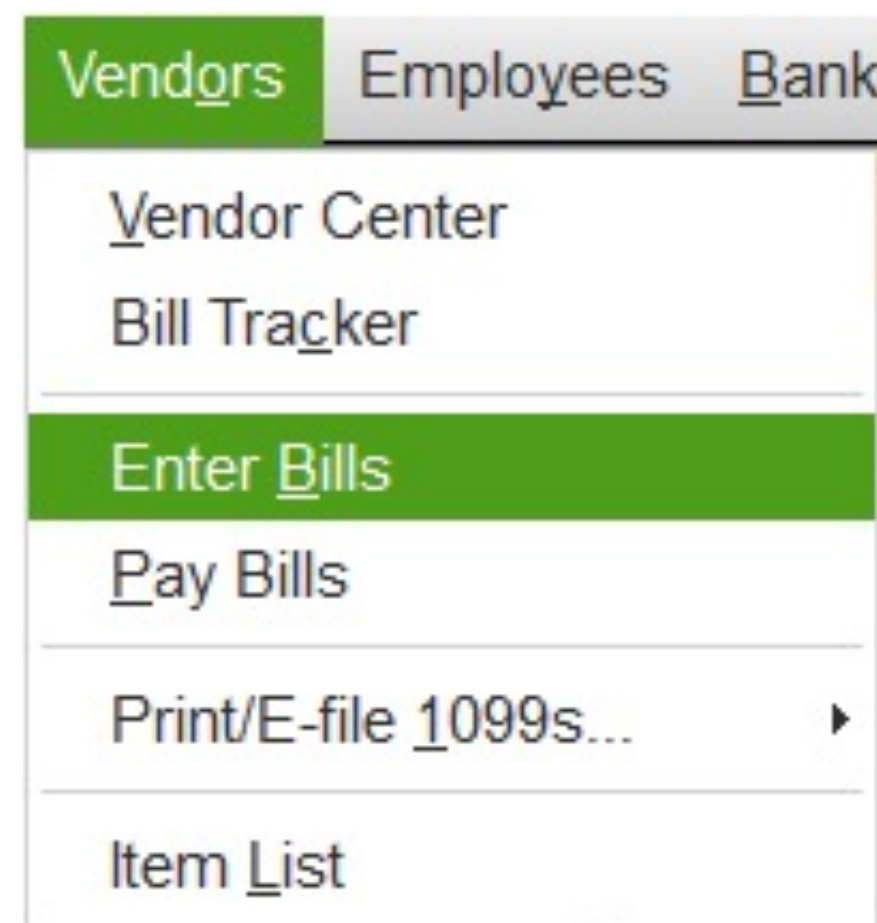 Vendors Employees Bank
Vendor Center
Bill Tracker
Enter Bills
Pay Bills
Print/E-file 1099s...
Item List